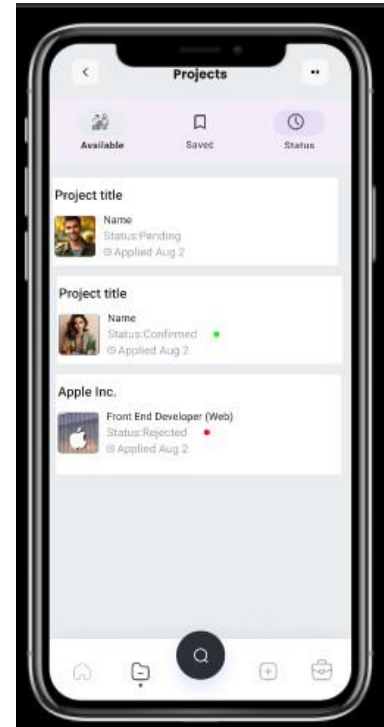 Projects
Available
Saved
Status
Project title
Name
Status:Pending
Applied Aug 2
Project title
Name
Status:Confirmed
Applied Aug 2
Apple Inc.
Front End Developer (Web)
Status:Rejected
Applied Aug 2